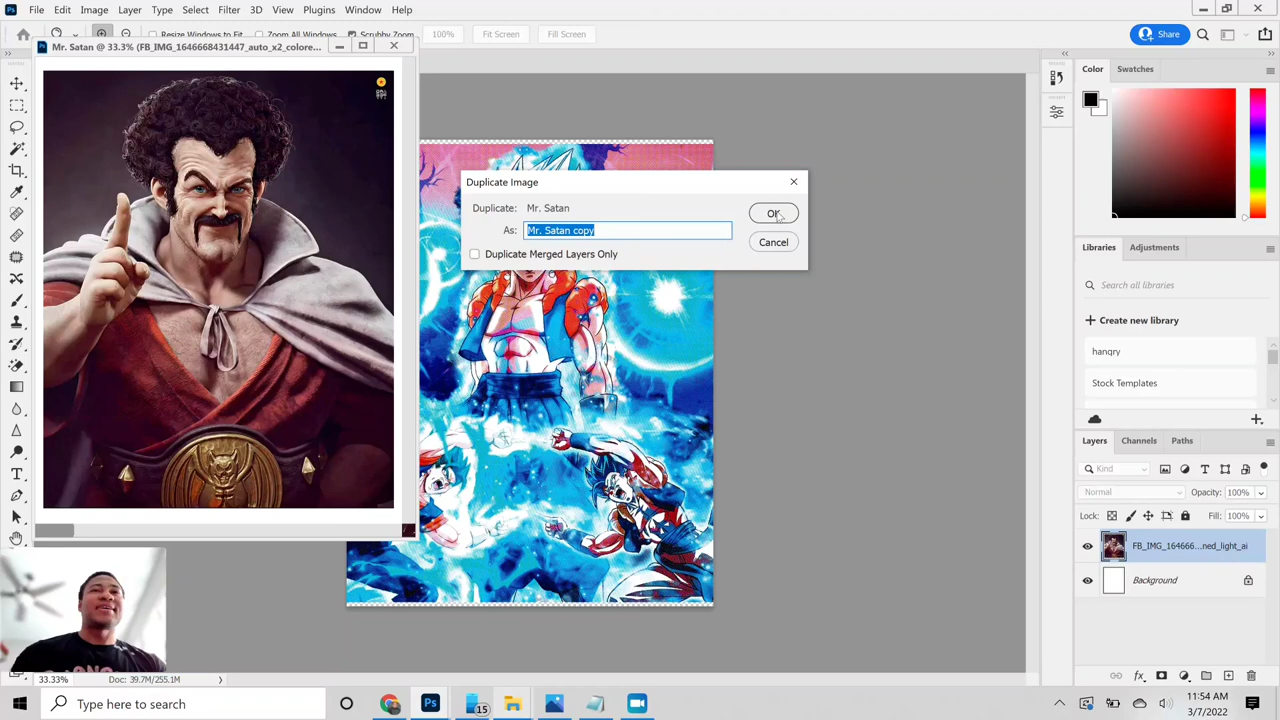 File Edit Image Layer Type Select Filter 3D View Plugins Window Help
Resize Windows to Fit
Scrubby Zoom
100%
Fit Screen
Fill Screen
Share
Mr. Satan @ 33.3% (FB_IMG_1646668431447_auto_x2_colore...
Duplicate Image
Duplicate: Mr. Satan
As: Mr. Satan copy
Duplicate Merged Layers Only
OK
Cancel
Color
Swatches
Libraries
Adjustments
Search all libraries
Create new library
hangry
Stock Templates
Layers Channels Paths
Kind
Normal
Opacity: 100%
Lock:
Fill: 100%
FB_IMG_164666...ned_light_ai
Background
33.33%
Doc: 39.7M/255.1M
Type here to search
15
11:54 AM
3/7/2022